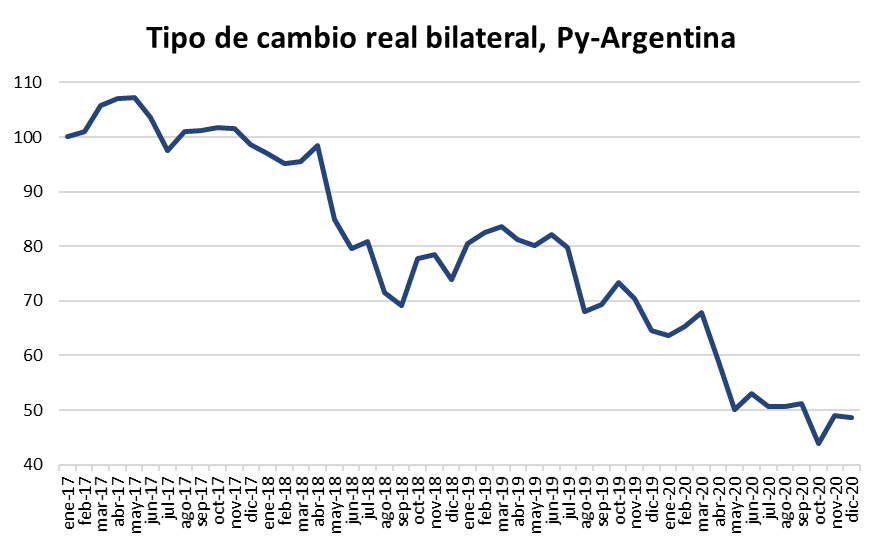 Tipo de cambio real bilateral, Py-Argentina
110
100
90
80
70
60
50
40
ene-17
feb-17
mar-17
abr-17
may-17
jun-17
jul-17
ago-17
sep-17
oct-17
nov-17
dic-17
ene-18
feb-18
mar-18
abr-18
may-18
jun-18
jul-18
ago-18
sep-18
oct-18
nov-18
dic-18
ene-19
feb-19
mar-19
abr-19
may-19
jun-19
jul-19
ago-19
sep-19
oct-19
nov-19
dic-19
ene-20
feb-20
mar-20
abr-20
may-20
jun-20
jul-20
ago-20
sep-20
oct-20
nov-20
dic-20